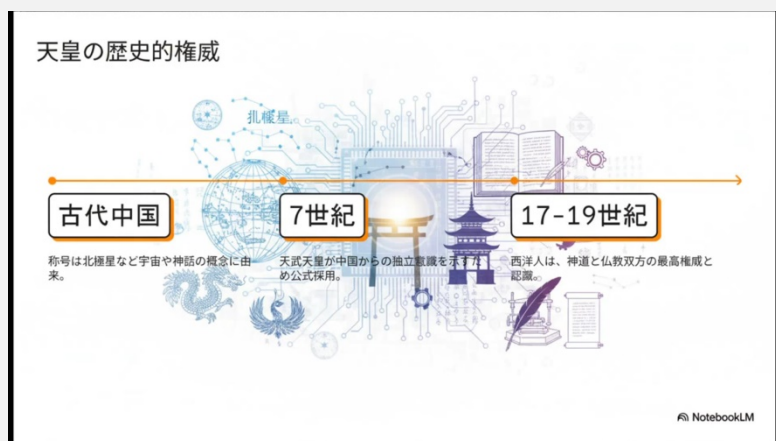 天皇の歴史的権威
古代中国
称号は北極星など宇宙や神話の概念に由
来。
7世紀
天武天皇が中国からの独立意識を示すた
め公式採用。
17-19世紀
西洋人は、神道と仏教双方の最高権威と
認識。
NotebookLM